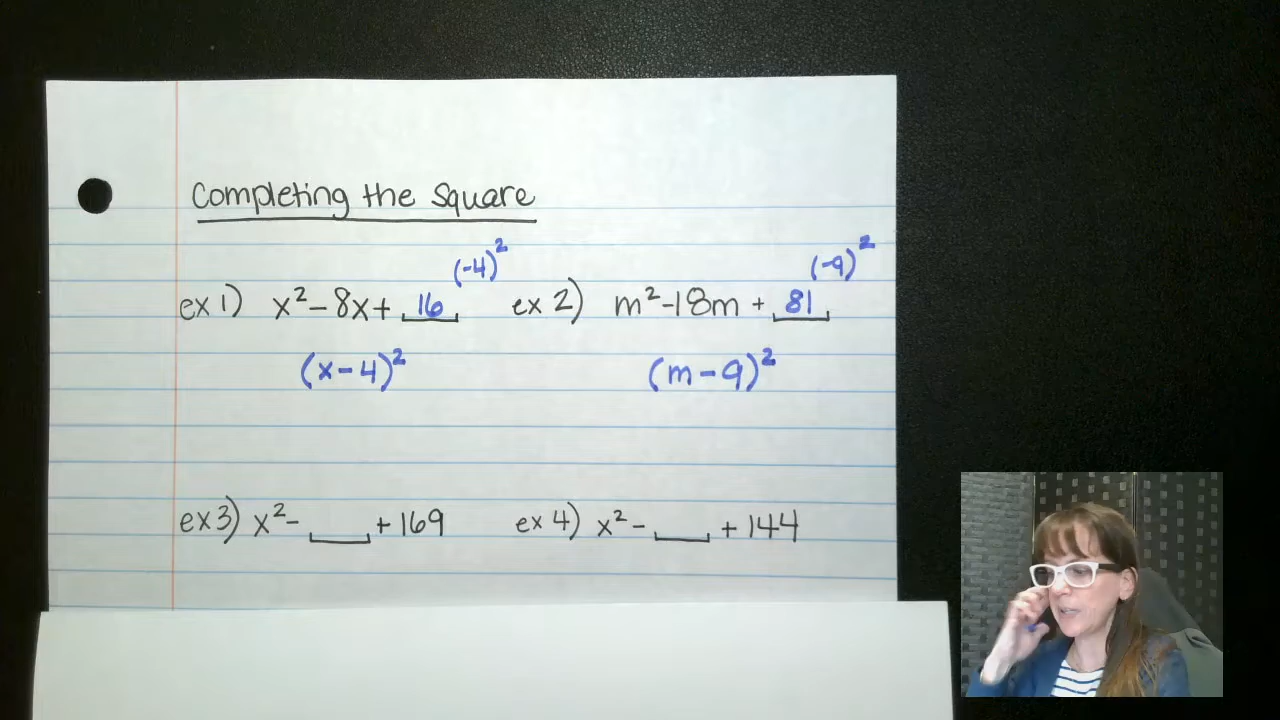 Completing the Square
ex 1) x² - 8x + 16 (-4)² ex 2) m² - 18m + 81 (-9)²
(x - 4)² (m - 9)²
ex 3) x² - ___ + 169 ex 4) x² - ___ + 144